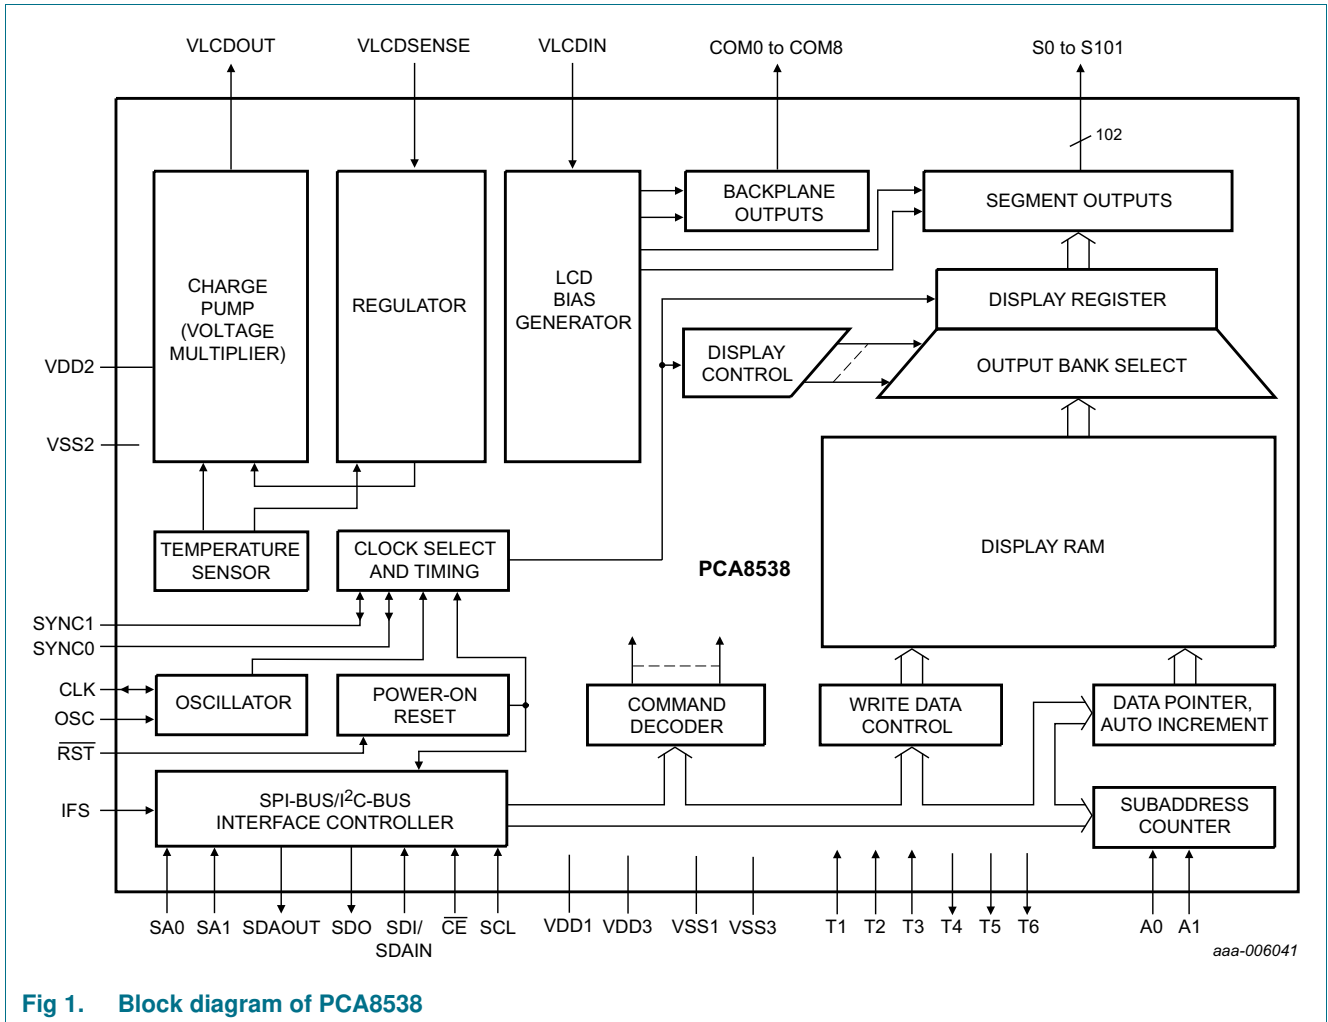 VLCDOUT
VLCDSENSE
VLCDIN
COM0 to COM8
S0 to S101
102
CHARGE
PUMP
(VOLTAGE
MULTIPLIER)
REGULATOR
LCD
BIAS
GENERATOR
BACKPLANE
OUTPUTS
SEGMENT OUTPUTS
DISPLAY REGISTER
DISPLAY
CONTROL
OUTPUT BANK SELECT
VDD2
VSS2
TEMPERATURE
SENSOR
CLOCK SELECT
AND TIMING
PCA8538
DISPLAY RAM
SYNC1
SYNC0
CLK
OSC
RST
OSCILLATOR
POWER-ON
RESET
COMMAND
DECODER
WRITE DATA
CONTROL
DATA POINTER,
AUTO INCREMENT
IFS
SPI-BUS/I²C-BUS
INTERFACE CONTROLLER
SUBADDRESS
COUNTER
SA0
SA1
SDAOUT
SDO
SDI/
SDAIN
CE
SCL
VDD1
VDD3
VSS1
VSS3
T1
T2
T3
T4
T5
T6
A0
A1
aaa-006041
Fig 1. Block diagram of PCA8538